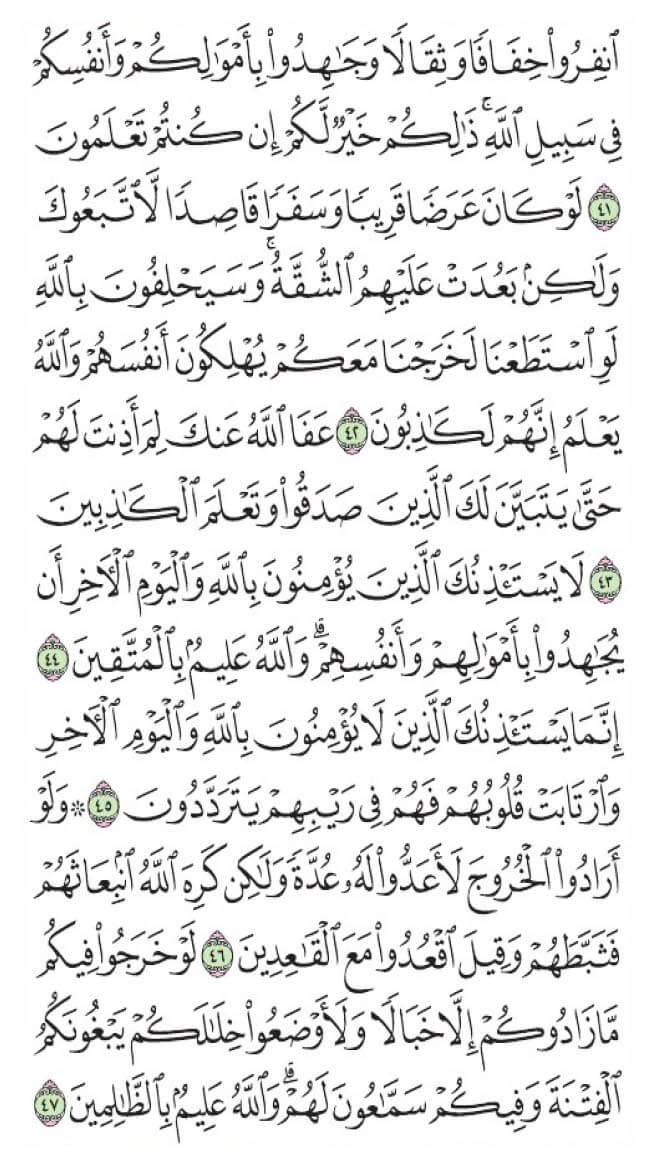 ٱنفِرُوا۟ خِفَافًا وَثِقَالًا وَجَٰهِدُوا۟ بِأَمْوَٰلِكُمْ وَأَنفُسِكُمْ
فِى سَبِيلِ ٱللَّهِ ۚ ذَٰلِكُمْ خَيْرٌ لَّكُمْ إِن كُنتُمْ تَعْلَمُونَ
٤١ لَوْ كَانَ عَرَضًا قَرِيبًا وَسَفَرًا قَاصِدًا لَّٱتَّبَعُوكَ
وَلَٰكِنۢ بَعُدَتْ عَلَيْهِمُ ٱلشُّقَّةُ ۚ وَسَيَحْلِفُونَ بِٱللَّهِ
لَوِ ٱسْتَطَعْنَا لَخَرَجْنَا مَعَكُمْ يُهْلِكُونَ أَنفُسَهُمْ وَٱللَّهُ
يَعْلَمُ إِنَّهُمْ لَكَٰذِبُونَ ٤٢ عَفَا ٱللَّهُ عَنكَ لِمَ أَذِنتَ لَهُمْ
حَتَّىٰ يَتَبَيَّنَ لَكَ ٱلَّذِينَ صَدَقُوا۟ وَتَعْلَمَ ٱلْكَٰذِبِينَ
٤٣ لَا يَسْتَـْٔذِنُكَ ٱلَّذِينَ يُؤْمِنُونَ بِٱللَّهِ وَٱلْيَوْمِ ٱلْـَٔاخِرِ أَن
يُجَٰهِدُوا۟ بِأَمْوَٰلِهِمْ وَأَنفُسِهِمْ ۗ وَٱللَّهُ عَلِيمٌۢ بِٱلْمُتَّقِينَ ٤٤
إِنَّمَا يَسْتَـْٔذِنُكَ ٱلَّذِينَ لَا يُؤْمِنُونَ بِٱللَّهِ وَٱلْيَوْمِ ٱلْـَٔاخِرِ
وَٱرْتَابَتْ قُلُوبُهُمْ فَهُمْ فِى رَيْبِهِمْ يَتَرَدَّدُونَ ٤٥ ۞ وَلَوْ
أَرَادُوا۟ ٱلْخُرُوجَ لَأَعَدُّوا۟ لَهُۥ عُدَّةً وَلَٰكِن كَرِهَ ٱللَّهُ ٱنۢبِعَاثَهُمْ
فَثَبَّطَهُمْ وَقِيلَ ٱقْعُدُوا۟ مَعَ ٱلْقَٰعِدِينَ ٤٦ لَوْ خَرَجُوا۟ فِيكُم
مَّا زَادُوكُمْ إِلَّا خَبَالًا وَلَأَوْضَعُوا۟ خِلَٰلَكُمْ يَبْغُونَكُمُ
ٱلْفِتْنَةَ وَفِيكُمْ سَمَّٰعُونَ لَهُمْ ۗ وَٱللَّهُ عَلِيمٌۢ بِٱلظَّٰلِمِينَ ٤٧